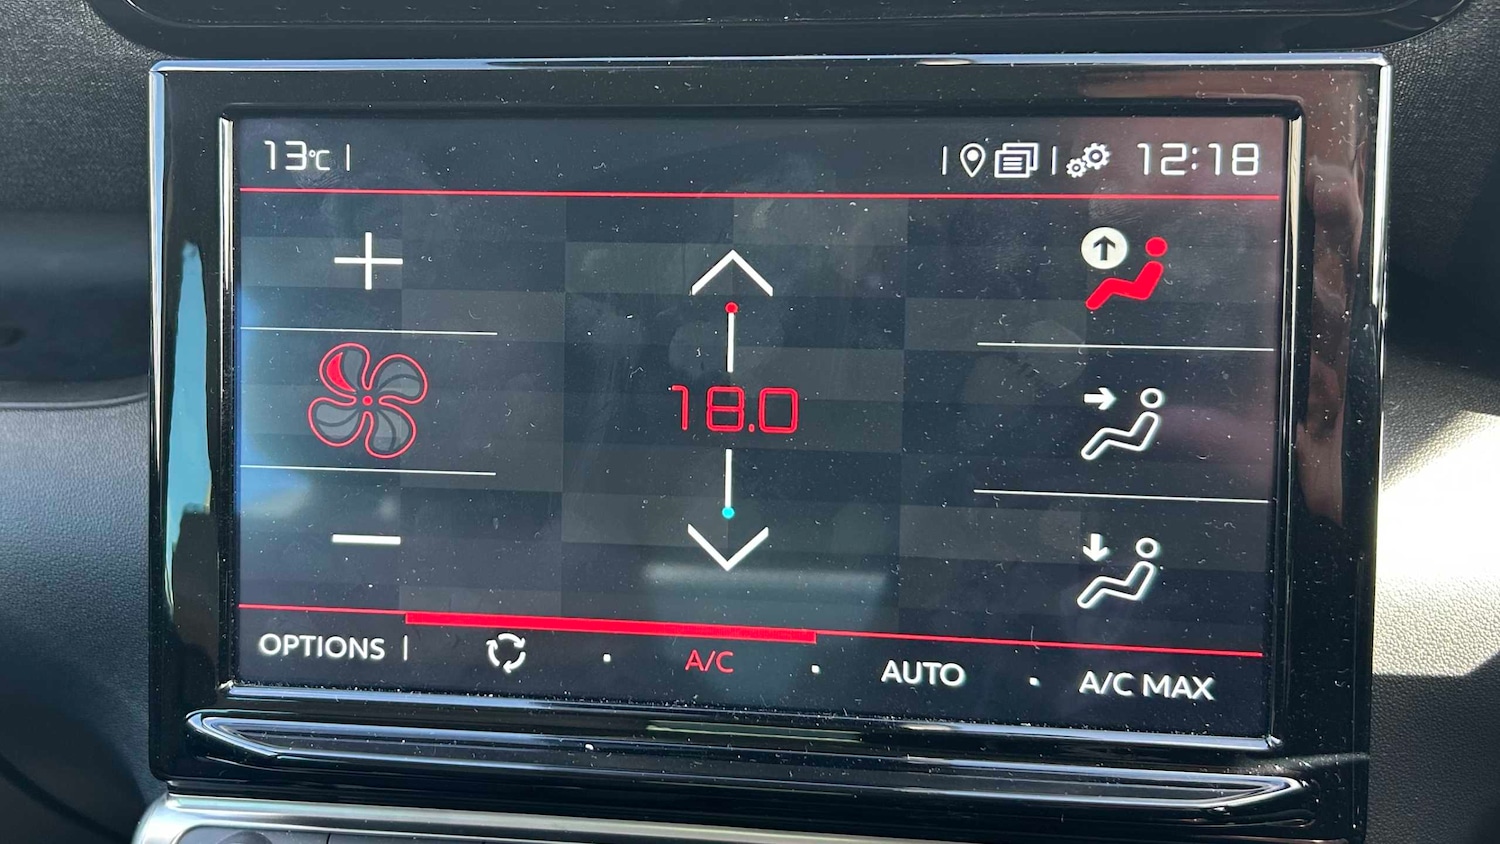 13°C
12:18
18.0
OPTIONS
A/C
AUTO
A/C MAX